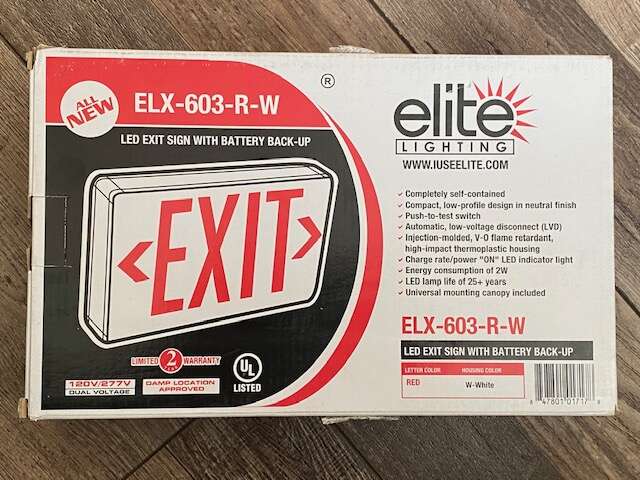 ALL
NEW
ELX-603-R-W
LED EXIT SIGN WITH BATTERY BACK-UP
<EXIT>
LIMITED 2 YEAR WARRANTY
120V/277V
DUAL VOLTAGE
DAMP LOCATION
APPROVED
UL
LISTED
®
elite
LIGHTING
WWW.IUSEELITE.COM
✓ Completely self-contained
✓ Compact, low-profile design in neutral finish
✓ Push-to-test switch
✓ Automatic, low-voltage disconnect (LVD)
✓ Injection-molded, V-O flame retardant,
high-impact thermoplastic housing
✓ Charge rate/power "ON" LED indicator light
✓ Energy consumption of 2W
✓ LED lamp life of 25+ years
✓ Universal mounting canopy included
ELX-603-R-W
LED EXIT SIGN WITH BATTERY BACK-UP
LETTER COLOR HOUSING COLOR
RED W-White
47801 01717